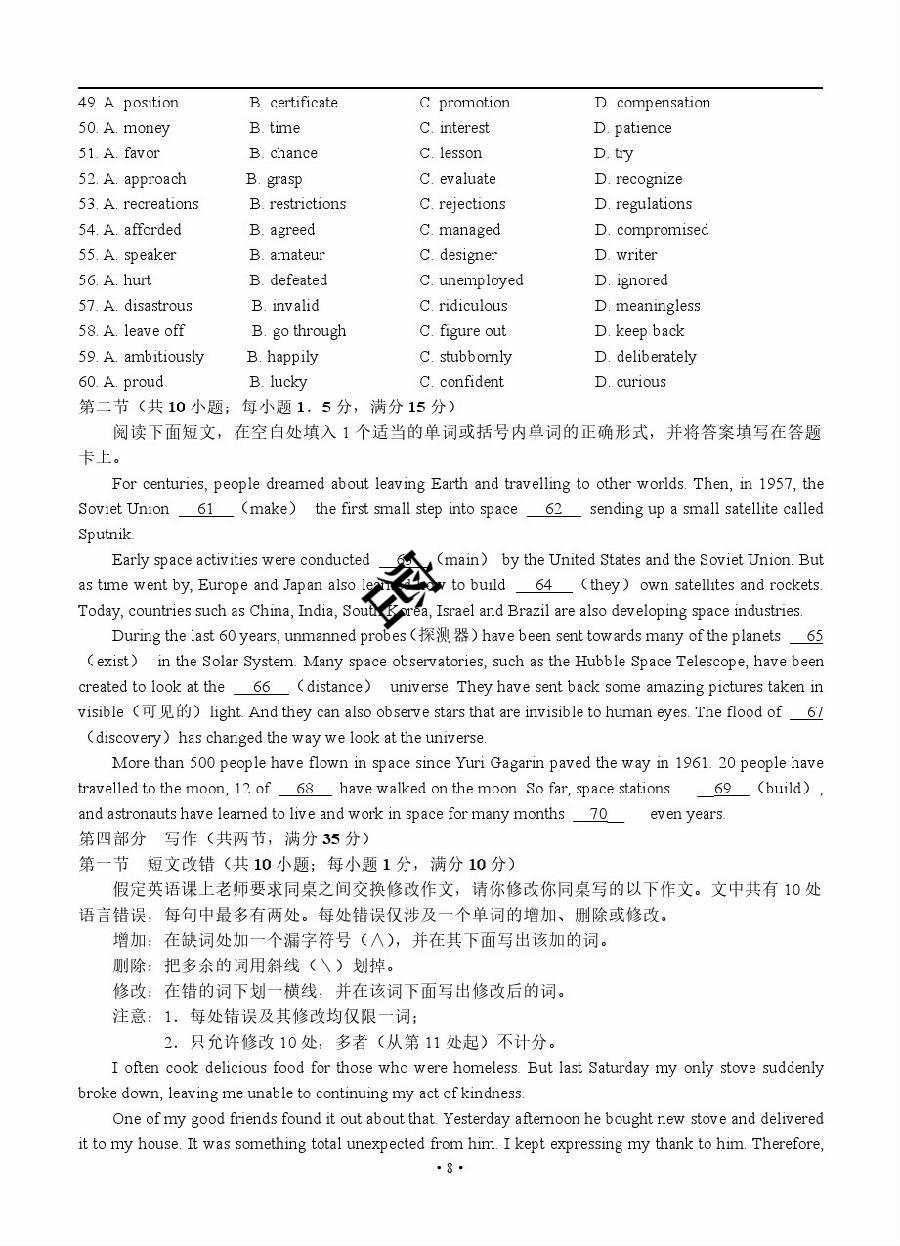 49. A. position B. certificate C. promotion D. compensation
50. A. money B. time C. interest D. patience
51. A. favor B. chance C. lesson D. try
52. A. approach B. grasp C. evaluate D. recognize
53. A. recreations B. restrictions C. rejections D. regulations
54. A. afforded B. agreed C. managed D. compromised
55. A. speaker B. amateur C. designer D. writer
56. A. hurt B. defeated C. unemployed D. ignored
57. A. disastrous B. invalid C. ridiculous D. meaningless
58. A. leave off B. go through C. figure out D. keep back
59. A. ambitiously B. happily C. stubbornly D. deliberately
60. A. proud B. lucky C. confident D. curious
第二节（共 10 小题；每小题 1．5 分，满分 15 分）
阅读下面短文，在空白处填入 1 个适当的单词或括号内单词的正确形式，并将答案填写在答题
卡上。
For centuries, people dreamed about leaving Earth and travelling to other worlds. Then, in 1957, the
Soviet Union 61 （make） the first small step into space 62 sending up a small satellite called
Sputnik.
Early space activities were conducted 63 （main） by the United States and the Soviet Union. But
as time went by, Europe and Japan also learned how to build 64 （they）own satellites and rockets.
Today, countries such as China, India, South Korea, Israel and Brazil are also developing space industries.
During the last 60 years, unmanned probes（探测器）have been sent towards many of the planets 65
（exist） in the Solar System. Many space observatories, such as the Hubble Space Telescope, have been
created to look at the 66 （distance） universe. They have sent back some amazing pictures taken in
visible（可见的）light. And they can also observe stars that are invisible to human eyes. The flood of 67
（discovery）has changed the way we look at the universe.
More than 500 people have flown in space since Yuri Gagarin paved the way in 1961. 20 people have
travelled to the moon, 12 of 68 have walked on the moon. So far, space stations 69 （build）,
and astronauts have learned to live and work in space for many months 70 even years.
第四部分 写作（共两节，满分 35 分）
第一节 短文改错（共 10 小题；每小题 1 分，满分 10 分）
假定英语课上老师要求同桌之间交换修改作文，请你修改你同桌写的以下作文。文中共有 10 处
语言错误，每句中最多有两处。每处错误仅涉及一个单词的增加、删除或修改。
增加：在缺词处加一个漏字符号（∧），并在其下面写出该加的词。
删除：把多余的词用斜线（\）划掉。
修改：在错的词下划一横线，并在该词下面写出修改后的词。
注意：1．每处错误及其修改均仅限一词；
2．只允许修改 10 处，多者（从第 11 处起）不计分。
I often cook delicious food for those who were homeless. But last Saturday my only stove suddenly
broke down, leaving me unable to continuing my act of kindness.
One of my good friends found it out about that. Yesterday afternoon he bought new stove and delivered
it to my house. It was something total unexpected from him. I kept expressing my thank to him. Therefore,
• 8 •